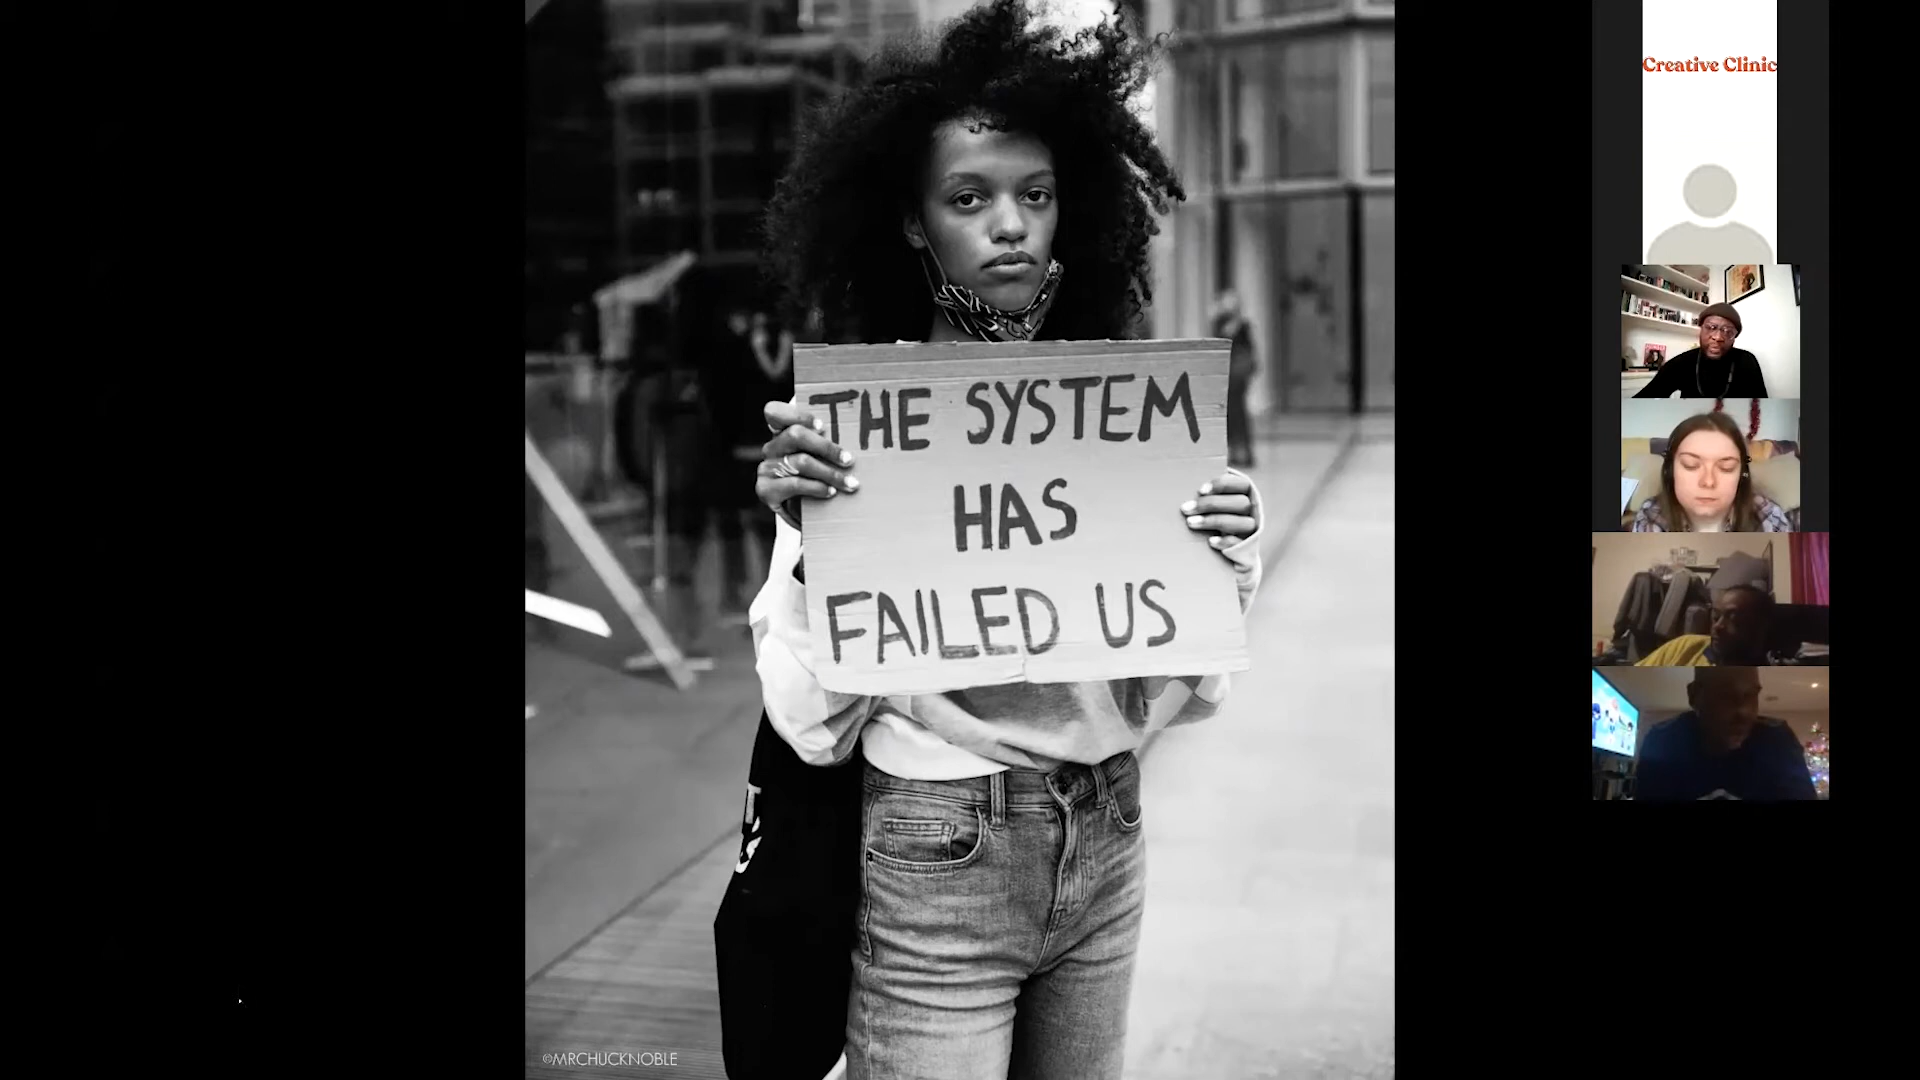 THE SYSTEM
HAS
FAILED US
©MRCHUCKNOBLE
Creative Clinic